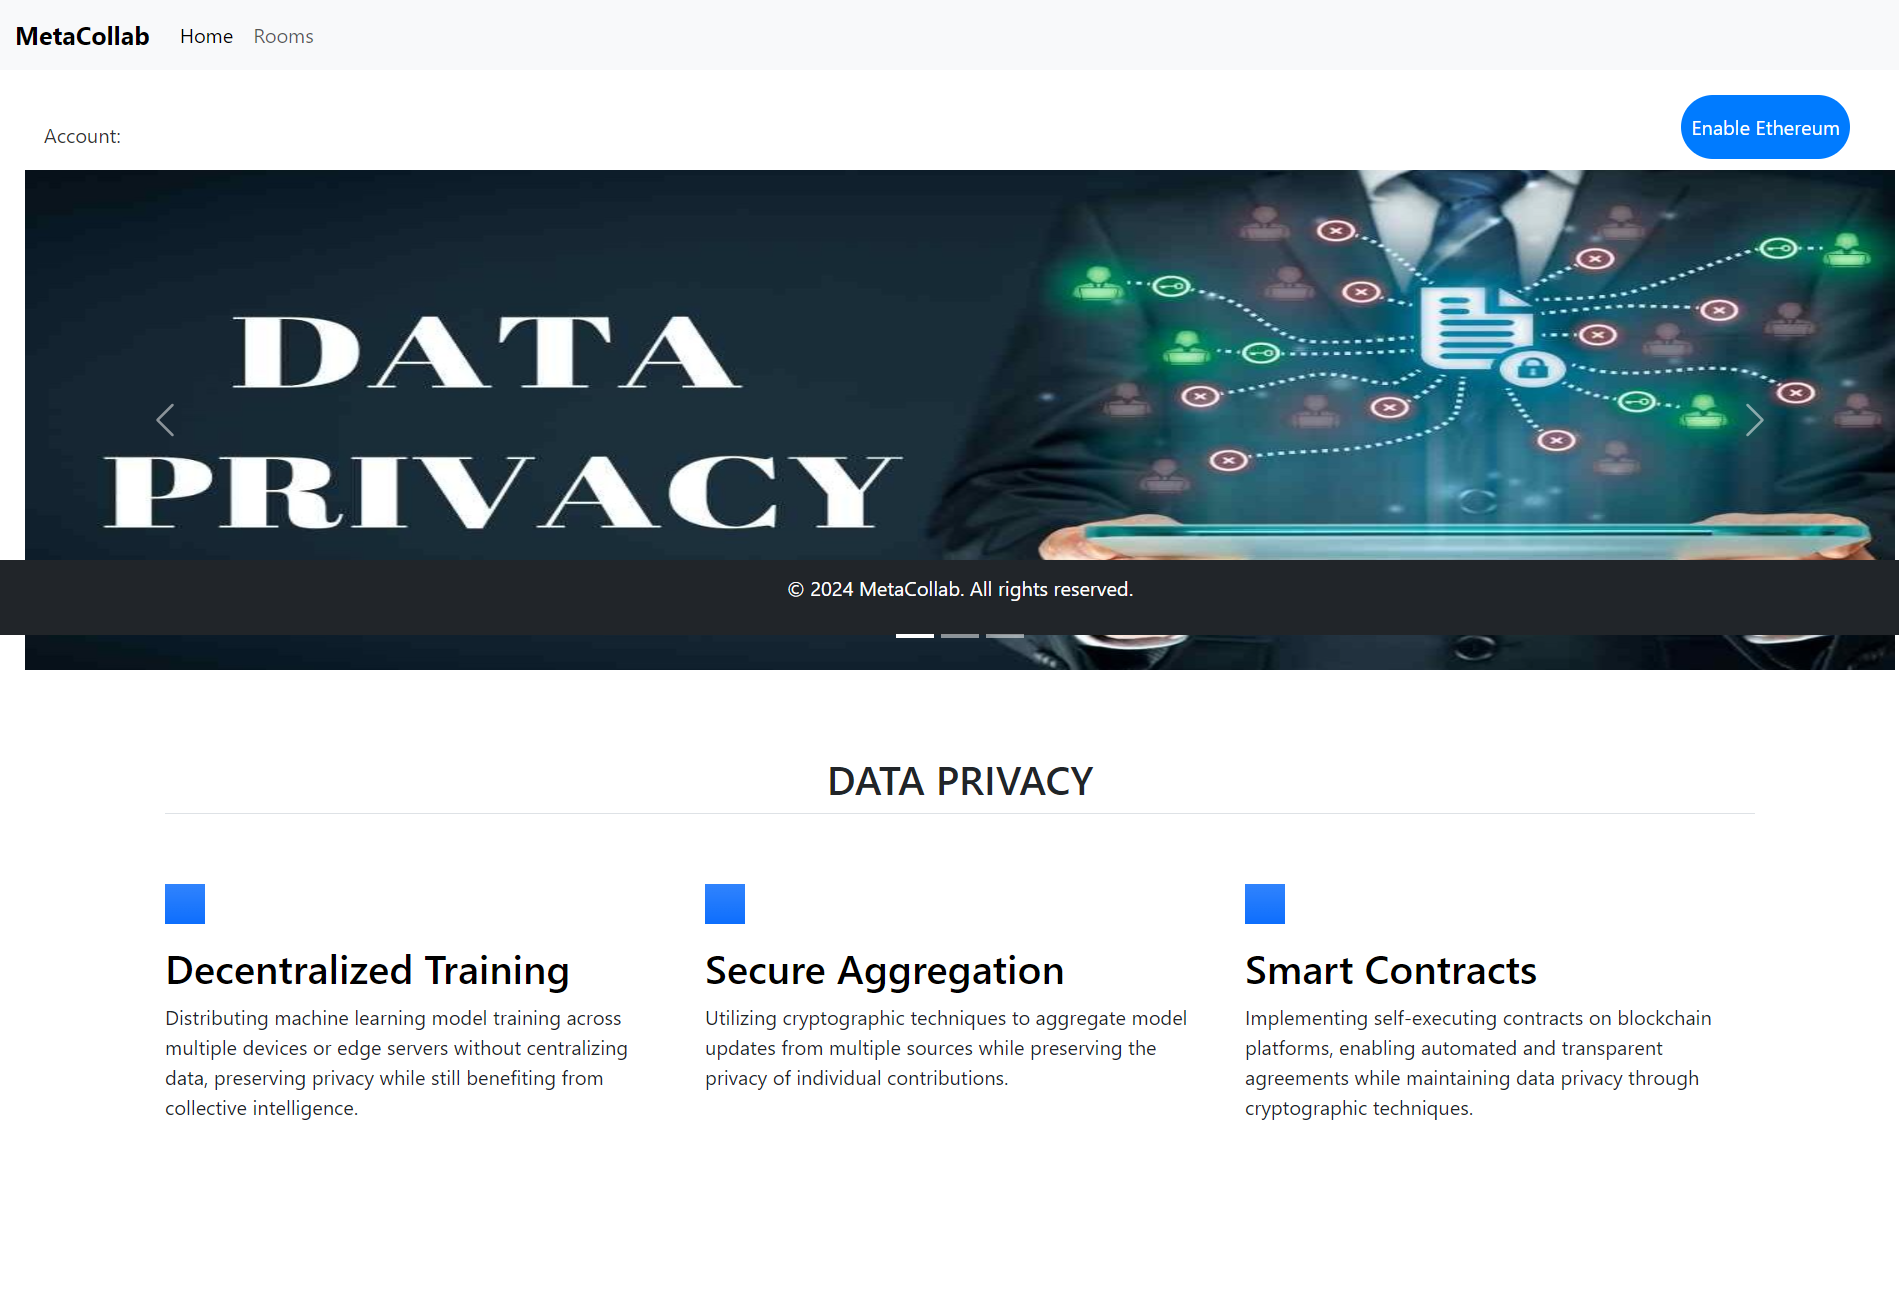 MetaCollab Home Rooms
Account:
Enable Ethereum
DATA
PRIVACY
© 2024 MetaCollab. All rights reserved.
DATA PRIVACY
Decentralized Training
Distributing machine learning model training across
multiple devices or edge servers without centralizing
data, preserving privacy while still benefiting from
collective intelligence.
Secure Aggregation
Utilizing cryptographic techniques to aggregate model
updates from multiple sources while preserving the
privacy of individual contributions.
Smart Contracts
Implementing self-executing contracts on blockchain
platforms, enabling automated and transparent
agreements while maintaining data privacy through
cryptographic techniques.